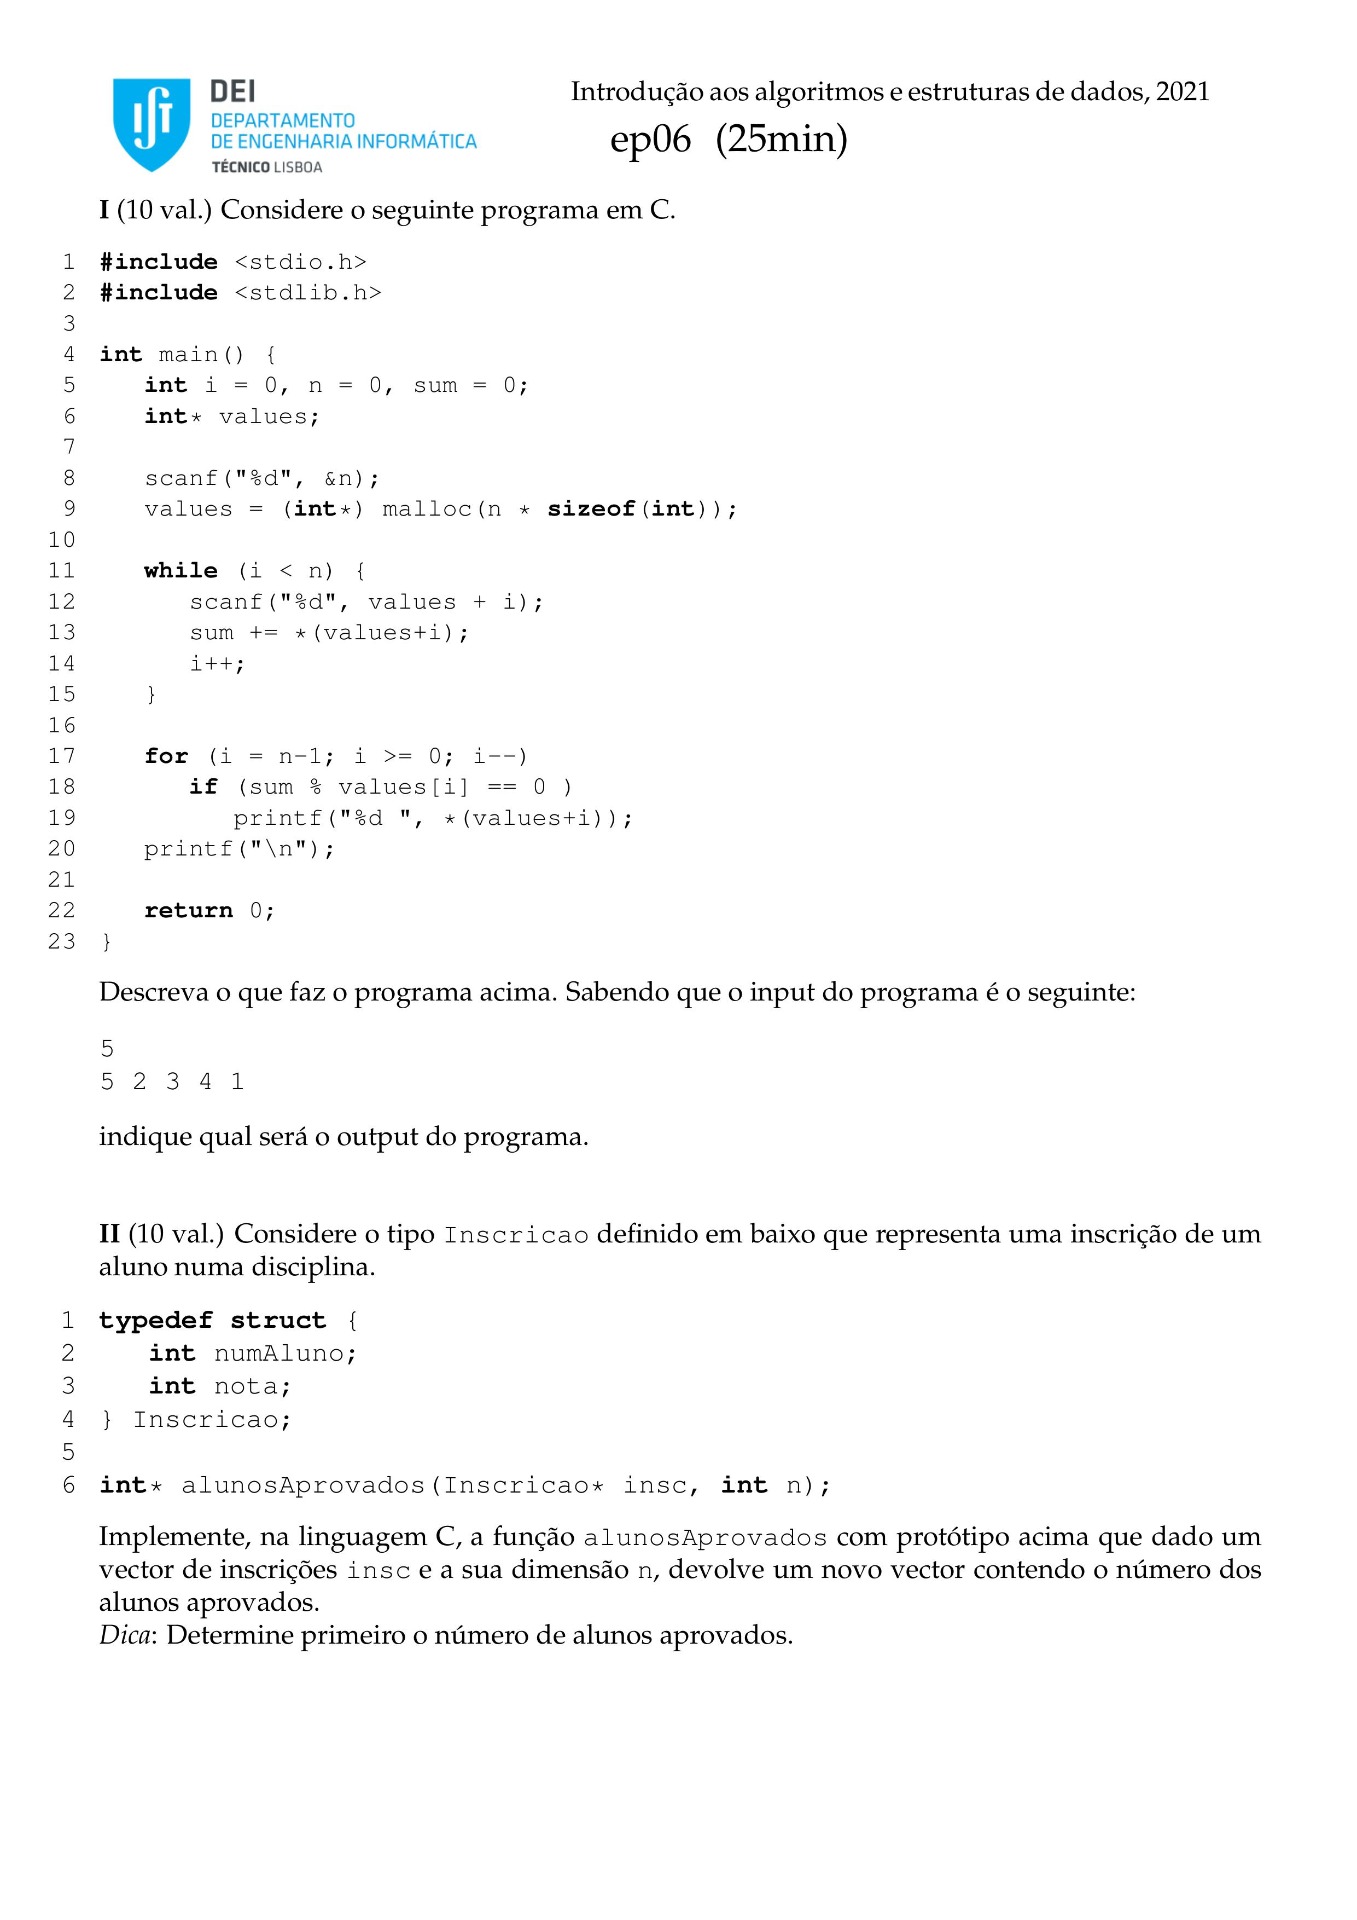 DEI
DEPARTAMENTO
DE ENGENHARIA INFORMÁTICA
TÉCNICO LISBOA
Introdução aos algoritmos e estruturas de dados, 2021
ep06 (25min)
I (10 val.) Considere o seguinte programa em C.
1 #include <stdio.h>
2 #include <stdlib.h>
3
4 int main() {
5    int i = 0, n = 0, sum = 0;
6    int* values;
7
8    scanf("%d", &n);
9    values = (int*) malloc(n * sizeof(int));
10
11    while (i < n) {
12       scanf("%d", values + i);
13       sum += *(values+i);
14       i++;
15    }
16
17    for (i = n-1; i >= 0; i--)
18       if (sum % values[i] == 0 )
19          printf("%d ", *(values+i));
20    printf("\n");
21
22    return 0;
23 }
Descreva o que faz o programa acima. Sabendo que o input do programa é o seguinte:
5
5 2 3 4 1
indique qual será o output do programa.
II (10 val.) Considere o tipo Inscricao definido em baixo que representa uma inscrição de um
aluno numa disciplina.
1 typedef struct {
2    int numAluno;
3    int nota;
4 } Inscricao;
5
6 int* alunosAprovados(Inscricao* insc, int n);
Implemente, na linguagem C, a função alunosAprovados com protótipo acima que dado um
vector de inscrições insc e a sua dimensão n, devolve um novo vector contendo o número dos
alunos aprovados.
Dica: Determine primeiro o número de alunos aprovados.